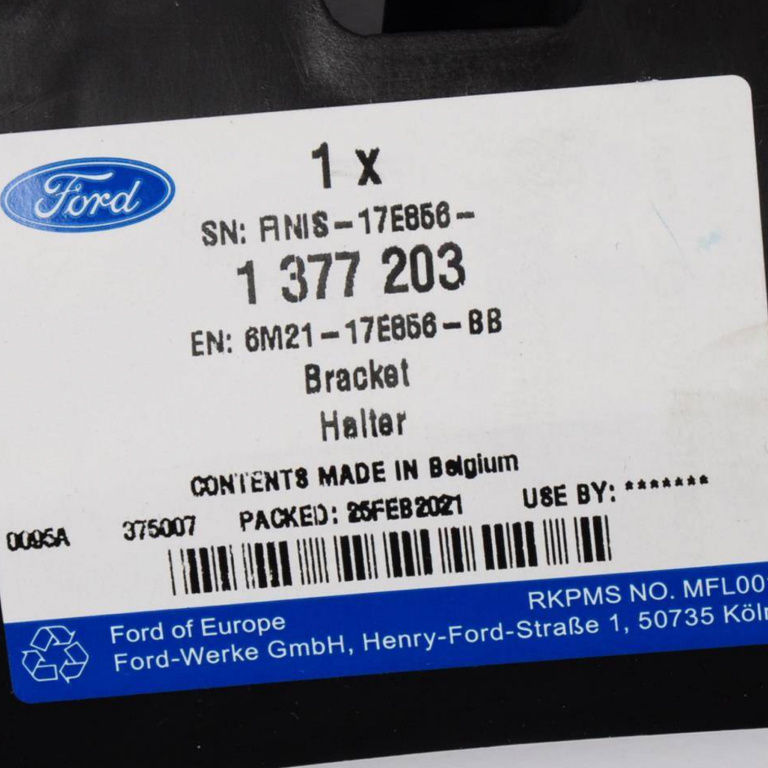 Ford
1 x
SN: FINIS-17E856-
1 377 203
EN: 6M21-17E856-BB
Bracket
Halter
CONTENTS MADE IN Belgium
0095A 375007 PACKED: 25FEB2021 USE BY: *******
RKPMS NO. MFL00
Ford of Europe
Ford-Werke GmbH, Henry-Ford-Straße 1, 50735 Köln